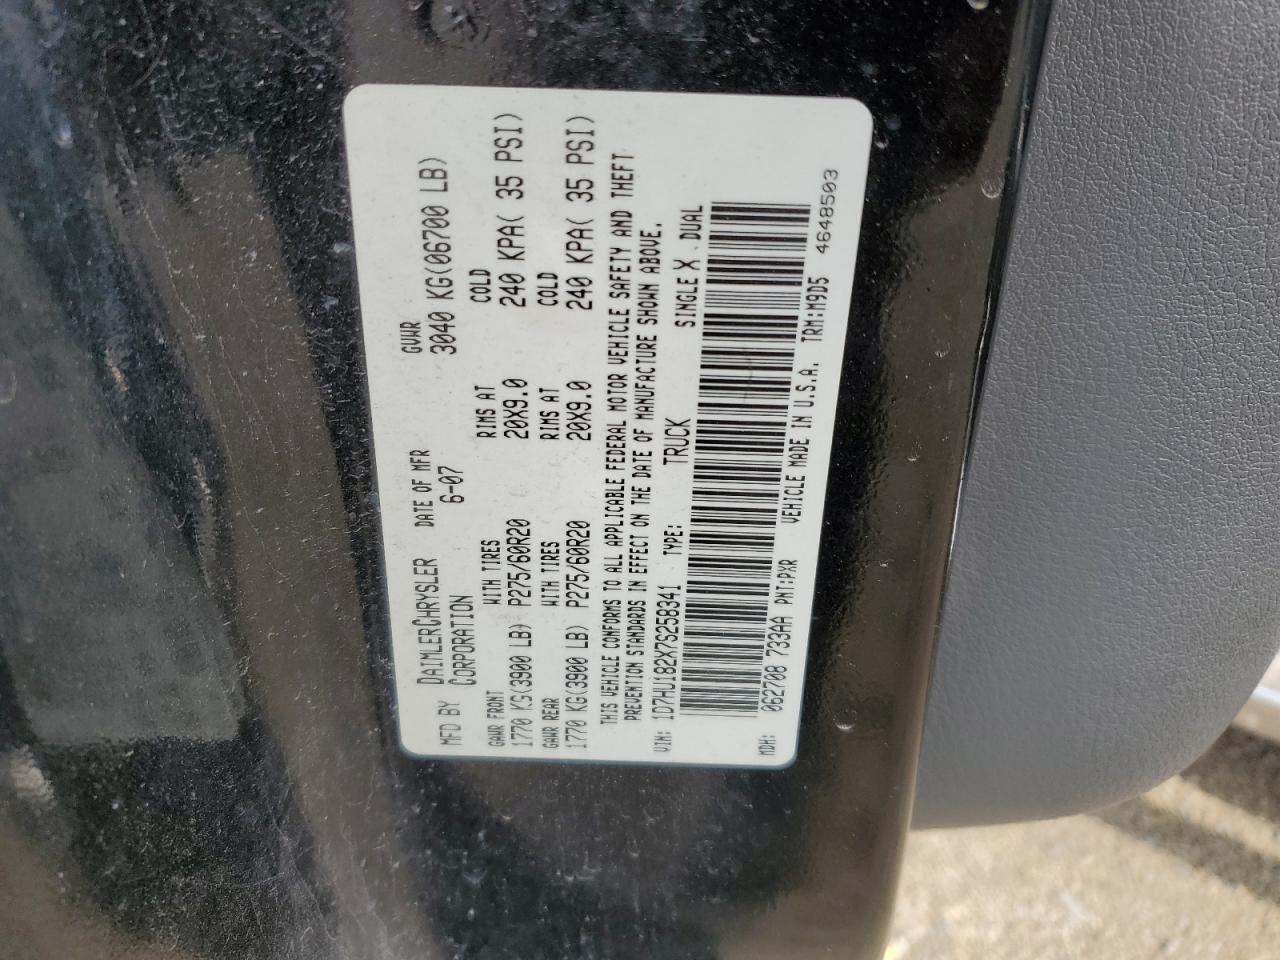 MFD BY DAIMLERCHRYSLER CORPORATION DATE OF MFR 6-07 GVWR 3040 KG(06700 LB)
GAWR FRONT WITH TIRES RIMS AT COLD
1770 KG(3900 LB) P275/60R20 20X9.0 240 KPA( 35 PSI)
GAWR REAR WITH TIRES RIMS AT COLD
1770 KG(3900 LB) P275/60R20 20X9.0 240 KPA( 35 PSI)
THIS VEHICLE CONFORMS TO ALL APPLICABLE FEDERAL MOTOR VEHICLE SAFETY AND THEFT
PREVENTION STANDARDS IN EFFECT ON THE DATE OF MANUFACTURE SHOWN ABOVE.
VIN: 1D7HU182X7S258341 TYPE: TRUCK SINGLE X DUAL
MDH: 062708 733AA PNT:PXR VEHICLE MADE IN U.S.A. TRM:M9D5
4648503